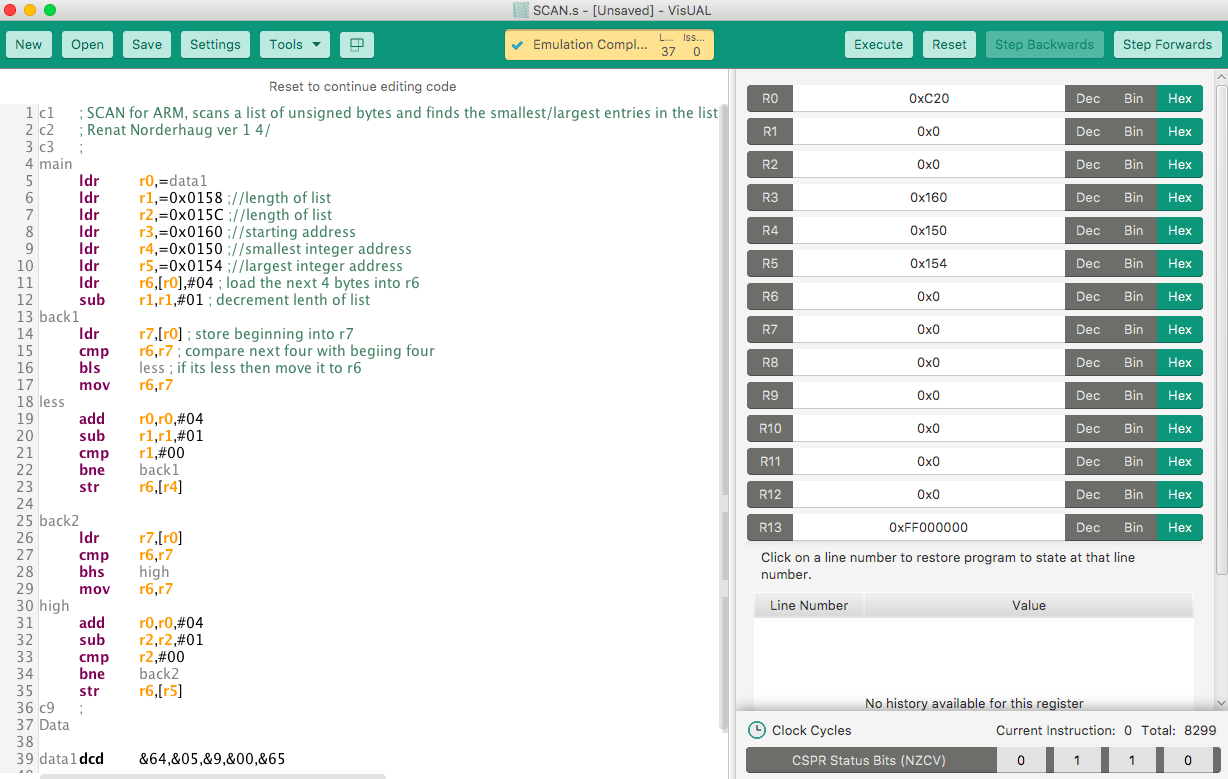 SCAN.s - [Unsaved] - VisUAL
New Open Save Settings Tools Emulation Compl... L... Iss... 37 0 Execute Reset Step Backwards Step Forwards
Reset to continue editing code
1 c1 ; SCAN for ARM, scans a list of unsigned bytes and finds the smallest/largest entries in the list
2 c2 ; Renat Norderhaug ver 1 4/
3 c3 ;
4 main
5 ldr r0,=data1
6 ldr r1,=0x0158 ;//length of list
7 ldr r2,=0x015C ;//length of list
8 ldr r3,=0x0160 ;//starting address
9 ldr r4,=0x0150 ;//smallest integer address
10 ldr r5,=0x0154 ;//largest integer address
11 ldr r6,[r0],#04 ; load the next 4 bytes into r6
12 sub r1,r1,#01 ; decrement lenth of list
13 back1
14 ldr r7,[r0] ; store beginning into r7
15 cmp r6,r7 ; compare next four with begiing four
16 bls less ; if its less then move it to r6
17 mov r6,r7
18 less
19 add r0,r0,#04
20 sub r1,r1,#01
21 cmp r1,#00
22 bne back1
23 str r6,[r4]
24
25 back2
26 ldr r7,[r0]
27 cmp r6,r7
28 bhs high
29 mov r6,r7
30 high
31 add r0,r0,#04
32 sub r2,r2,#01
33 cmp r2,#00
34 bne back2
35 str r6,[r5]
36 c9 ;
37 Data
38
39 data1 dcd &64,&05,&9,&00,&65
R0 0xC20 Dec Bin Hex
R1 0x0 Dec Bin Hex
R2 0x0 Dec Bin Hex
R3 0x160 Dec Bin Hex
R4 0x150 Dec Bin Hex
R5 0x154 Dec Bin Hex
R6 0x0 Dec Bin Hex
R7 0x0 Dec Bin Hex
R8 0x0 Dec Bin Hex
R9 0x0 Dec Bin Hex
R10 0x0 Dec Bin Hex
R11 0x0 Dec Bin Hex
R12 0x0 Dec Bin Hex
R13 0xFF000000 Dec Bin Hex
Click on a line number to restore program to state at that line
number.
Line Number Value
No history available for this register
Clock Cycles Current Instruction: 0 Total: 8299
CSPR Status Bits (NZCV) 0 1 1 0